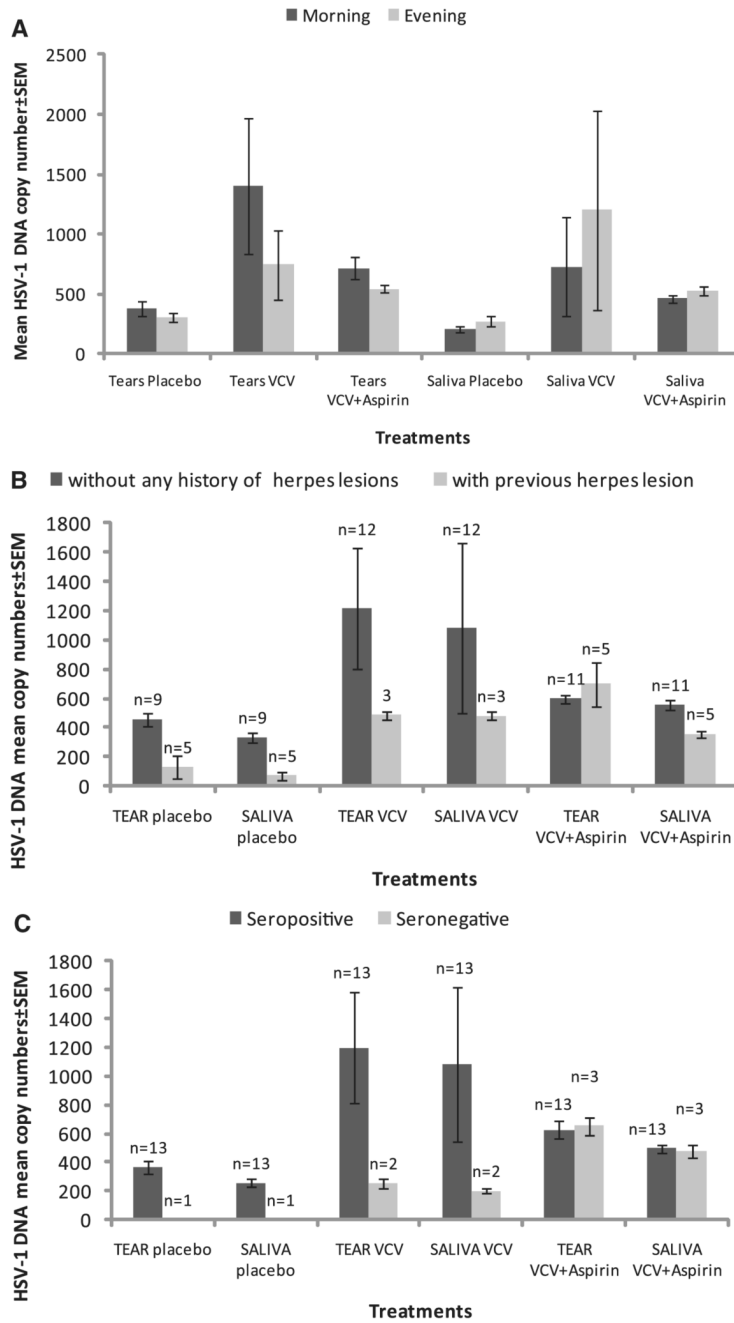 A
Morning Evening
Mean HSV-1 DNA copy number±SEM
2500
2000
1500
1000
500
0
Tears Placebo Tears VCV Tears VCV+Aspirin Saliva Placebo Saliva VCV Saliva VCV+Aspirin
Treatments
B
without any history of herpes lesions with previous herpes lesion
HSV-1 DNA mean copy numbers±SEM
1800
1600
1400
1200
1000
800
600
400
200
0
n=9 n=5 n=9 n=5 n=12 3 n=12 n=3 n=11 n=5 n=11 n=5
TEAR placebo SALIVA placebo TEAR VCV SALIVA VCV TEAR VCV+Aspirin SALIVA VCV+Aspirin
Treatments
C
Seropositive Seronegative
HSV-1 DNA mean copy numbers±SEM
1800
1600
1400
1200
1000
800
600
400
200
0
n=13 n=1 n=13 n=1 n=13 n=2 n=13 n=2 n=13 n=3 n=13 n=3
TEAR placebo SALIVA placebo TEAR VCV SALIVA VCV TEAR VCV+Aspirin SALIVA VCV+Aspirin
Treatments